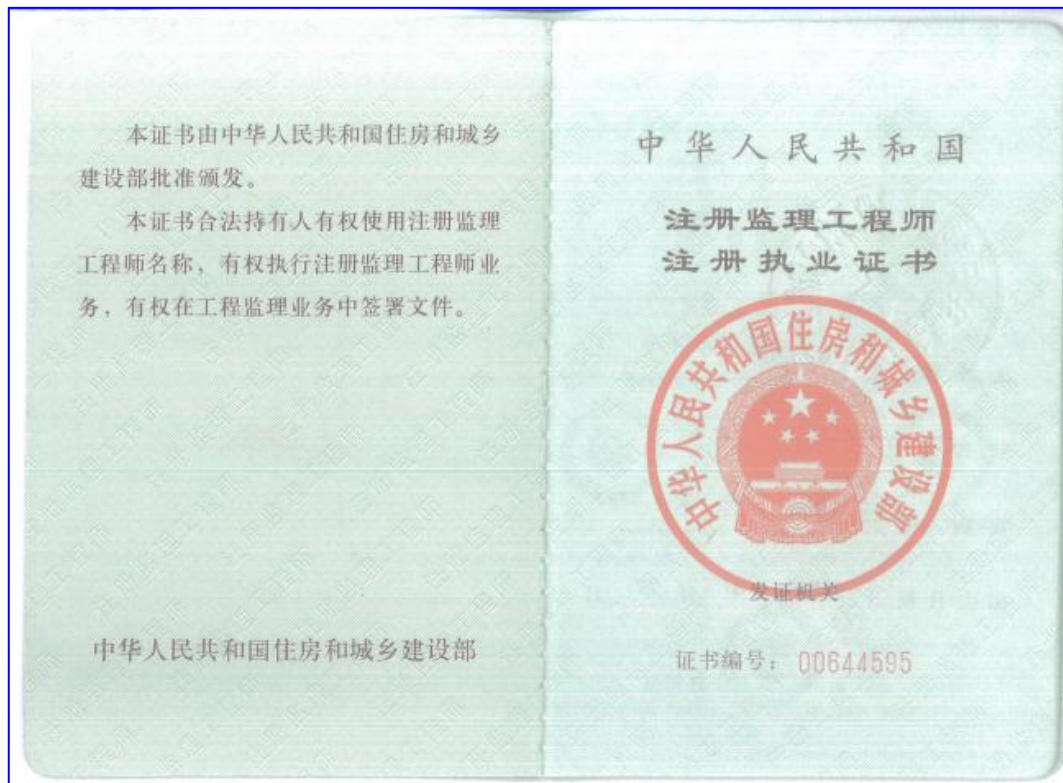 本证书由中华人民共和国住房和城乡
建设部批准颁发。
本证书合法持有人有权使用注册监理
工程师名称，有权执行注册监理工程师业
务，有权在工程监理业务中签署文件。
中华人民共和国住房和城乡建设部
中华人民共和国
注册监理工程师
注册执业证书
中华人民共和国住房和城乡建设部
发证机关
证书编号：00644595